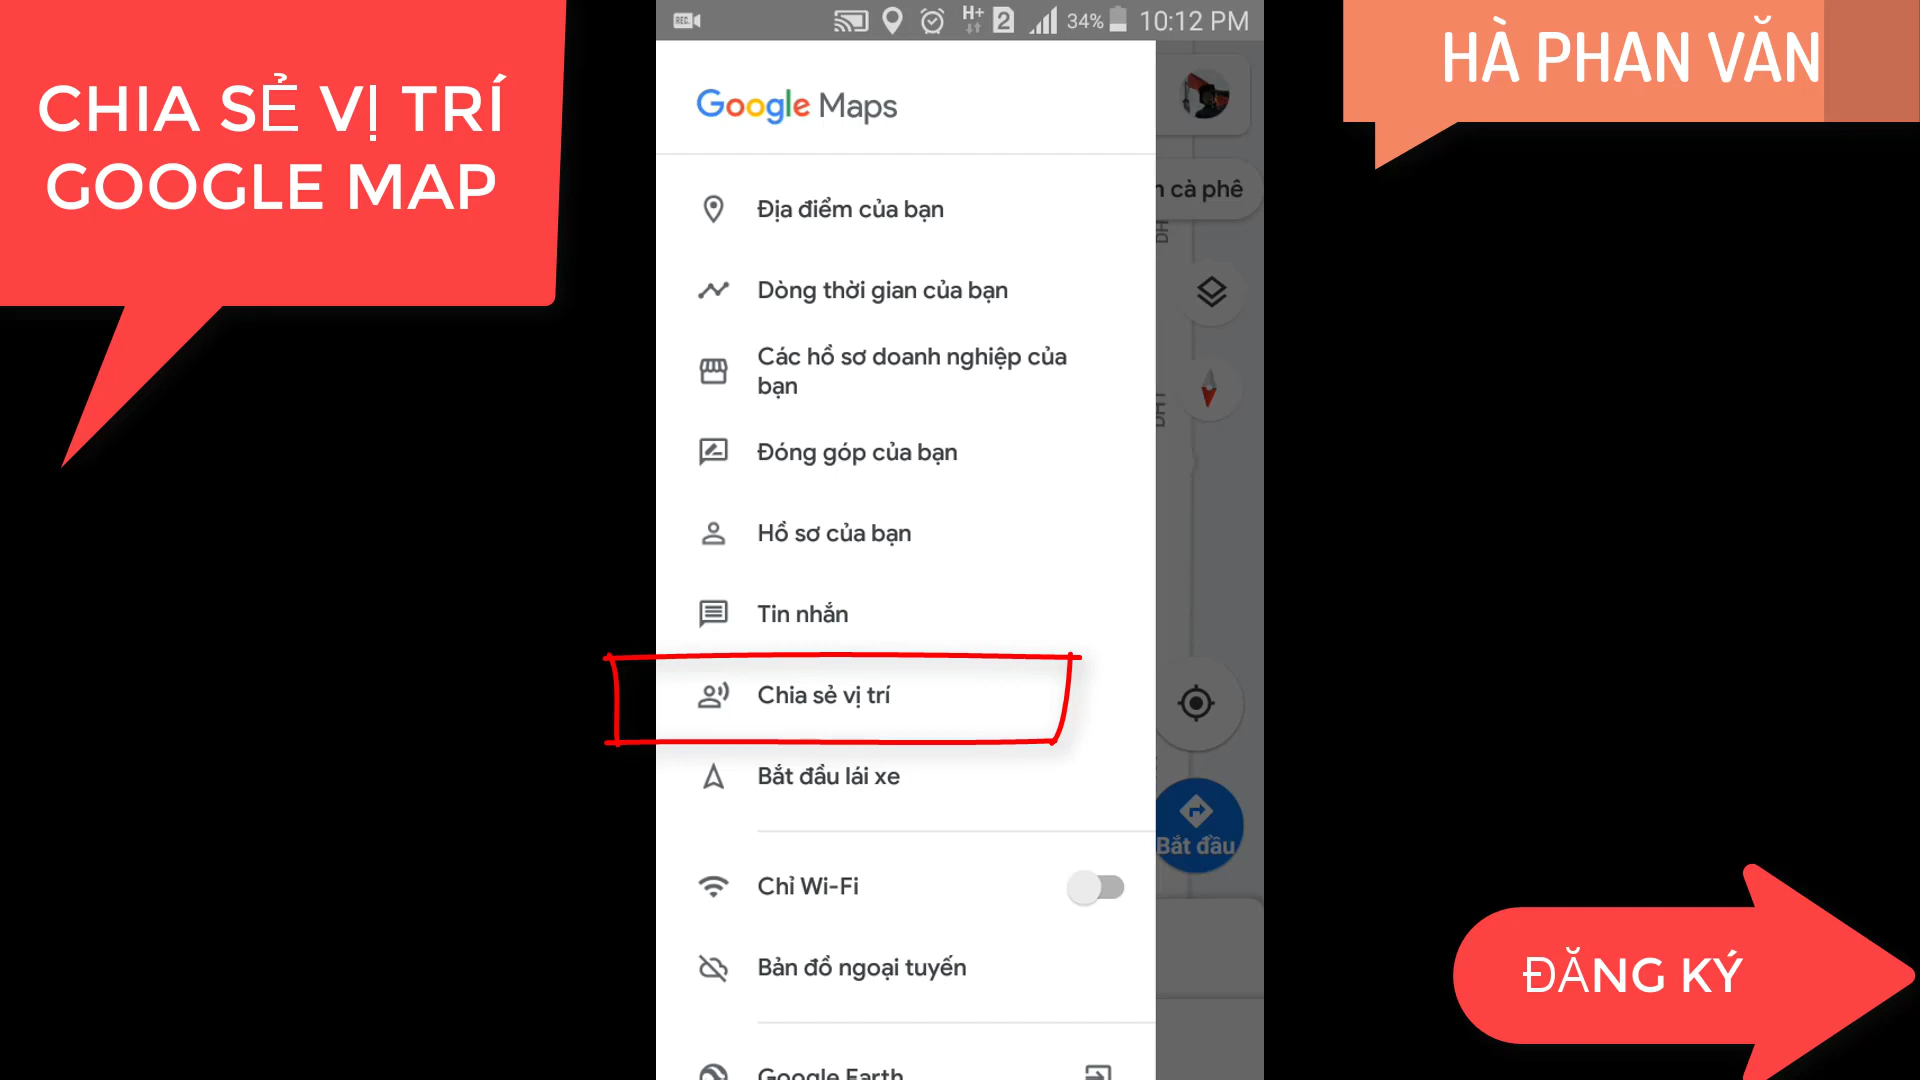 CHIA SẺ VỊ TRÍ
GOOGLE MAP
HÀ PHAN VĂN
REC.
H+
2
34%
10:12 PM
Google Maps
Địa điểm của bạn
Dòng thời gian của bạn
Các hồ sơ doanh nghiệp của
bạn
Đóng góp của bạn
Hồ sơ của bạn
Tin nhắn
Chia sẻ vị trí
Bắt đầu lái xe
Chỉ Wi-Fi
Bản đồ ngoại tuyến
Google Earth
cà phê
Bắt đầu
ĐĂNG KÝ